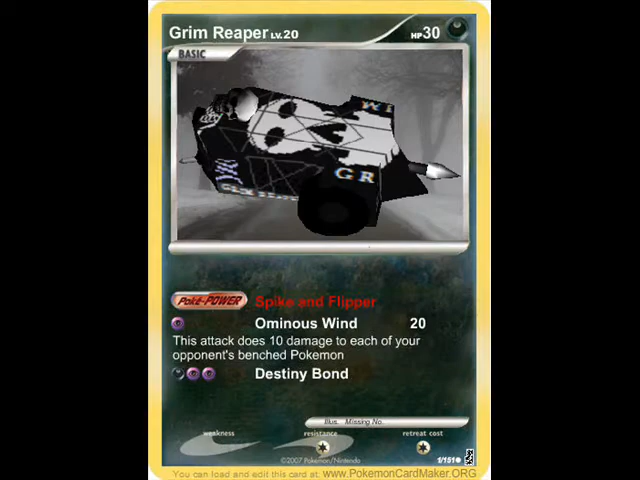 Grim Reaper LV.20
HP30
BASIC
WI
G R
Poké-POWER Spike and Flipper
Ominous Wind 20
This attack does 10 damage to each of your
opponent's benched Pokemon
Destiny Bond
Illus. Missing No.
weakness resistance retreat cost
©2007 Pokémon/Nintendo
1/151
You can load and edit this card at: www.PokemonCardMaker.ORG